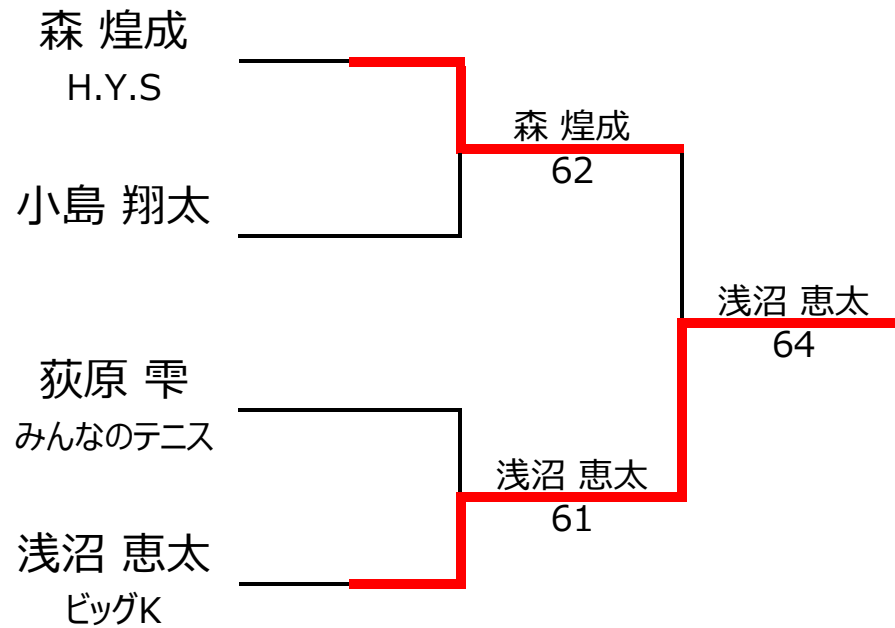 森 煌成
H.Y.S
小島 翔太
荻原 雫
みんなのテニス
浅沼 恵太
ビッグK
森 煌成
62
浅沼 恵太
61
浅沼 恵太
64